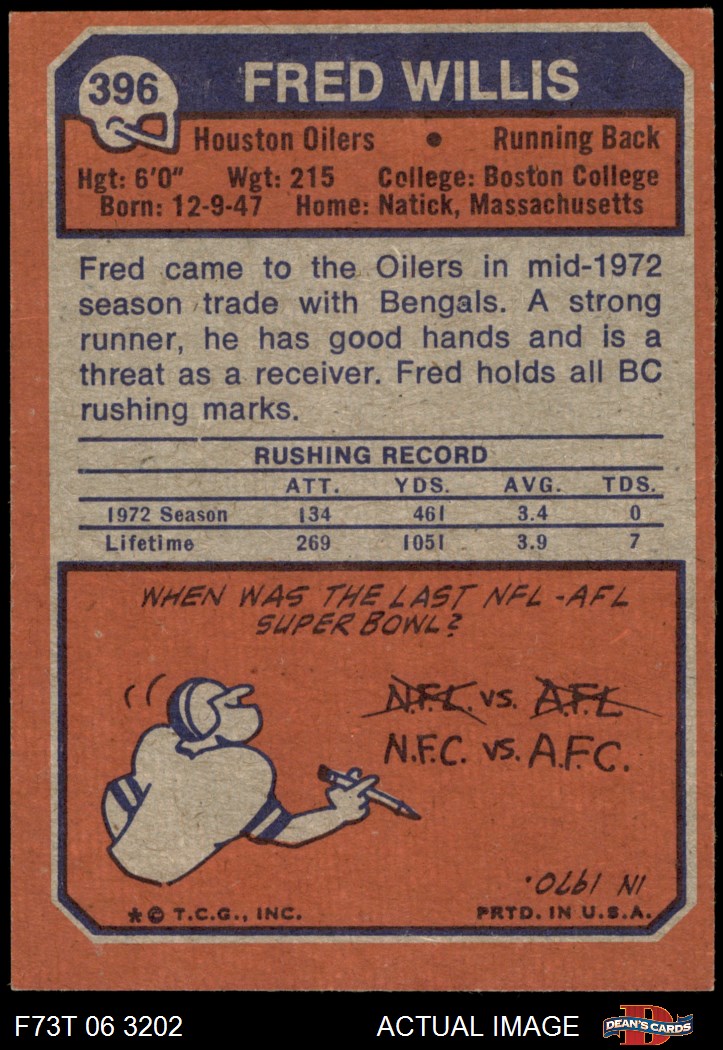 396
FRED WILLIS
Houston Oilers • Running Back
Hgt: 6'0" Wgt: 215 College: Boston College
Born: 12-9-47 Home: Natick, Massachusetts
Fred came to the Oilers in mid-1972
season trade with Bengals. A strong
runner, he has good hands and is a
threat as a receiver. Fred holds all BC
rushing marks.
RUSHING RECORD
ATT. YDS. AVG. TDS.
1972 Season 134 461 3.4 0
Lifetime 269 1051 3.9 7
WHEN WAS THE LAST NFL-AFL
SUPER BOWL?
N.F.L. vs. A.F.L
N.F.C. vs. A.F.C.
IN 1970.
* © T.C.G., INC. PRTD. IN U.S.A.
F73T 06 3202 ACTUAL IMAGE
D
DEAN'S CARDS